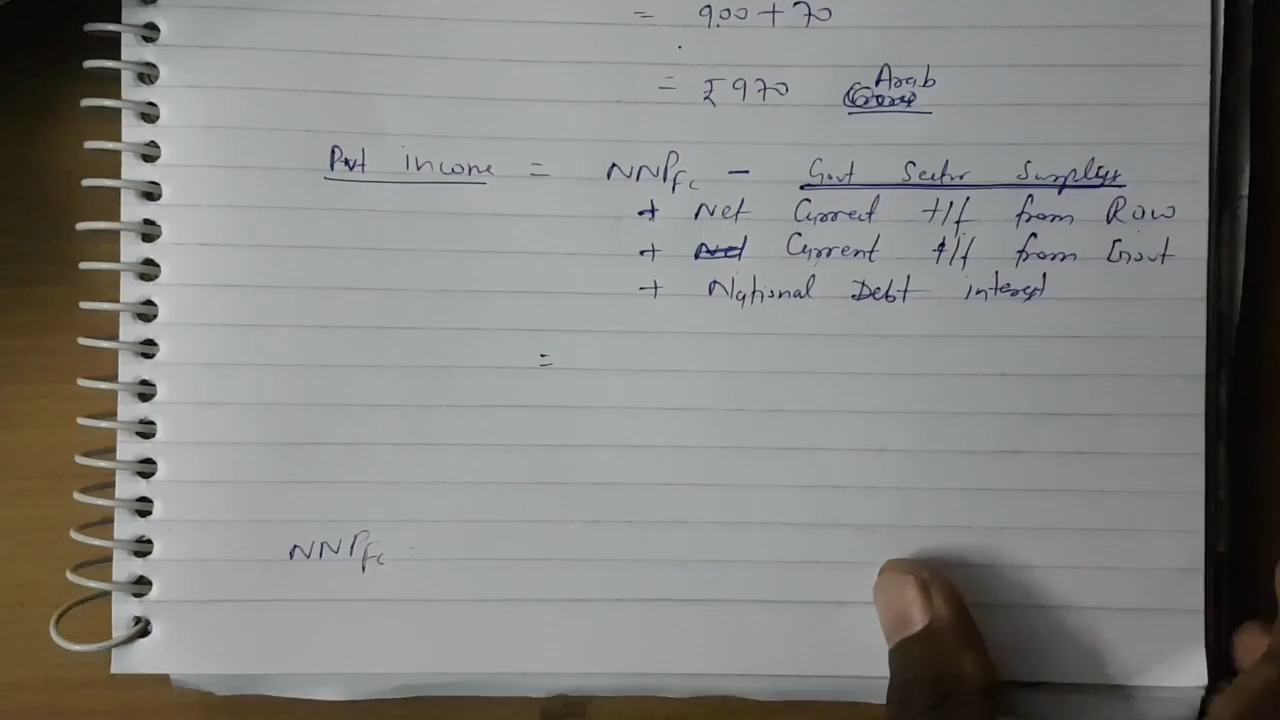 = 900 + 70
= ₹970 Arab
Pvt income = NNPFC - Govt Sector Surplys
+ Net Current t/f from ROW
+ Current t/f from Govt
+ National Debt interest
=
NNPFC